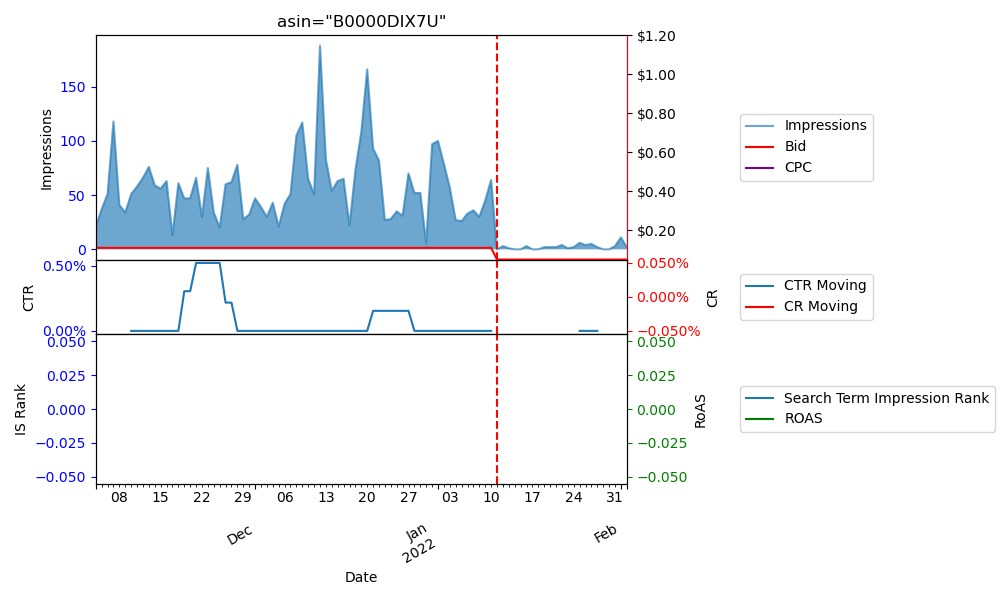 asin="B0000DIX7U"
Impressions
150
100
50
0
$1.20
$1.00
$0.80
$0.60
$0.40
$0.20
Impressions
Bid
CPC
CTR
0.50%
0.00%
0.050%
0.000%
−0.050%
CR
CTR Moving
CR Moving
IS Rank
0.050
0.025
0.000
−0.025
−0.050
0.050
0.025
0.000
−0.025
−0.050
RoAS
Search Term Impression Rank
ROAS
08 15 22 29 06 13 20 27 03 10 17 24 31
Dec Jan Feb
2022
Date